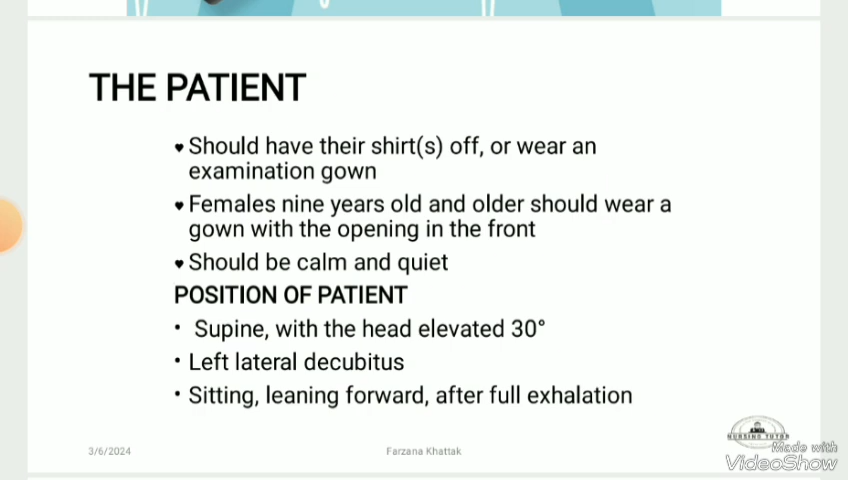 THE PATIENT
♥ Should have their shirt(s) off, or wear an
examination gown
♥ Females nine years old and older should wear a
gown with the opening in the front
♥ Should be calm and quiet
POSITION OF PATIENT
• Supine, with the head elevated 30°
• Left lateral decubitus
• Sitting, leaning forward, after full exhalation
3/6/2024
Farzana Khattak
NURSING TUTOR
Made with
VideoShow